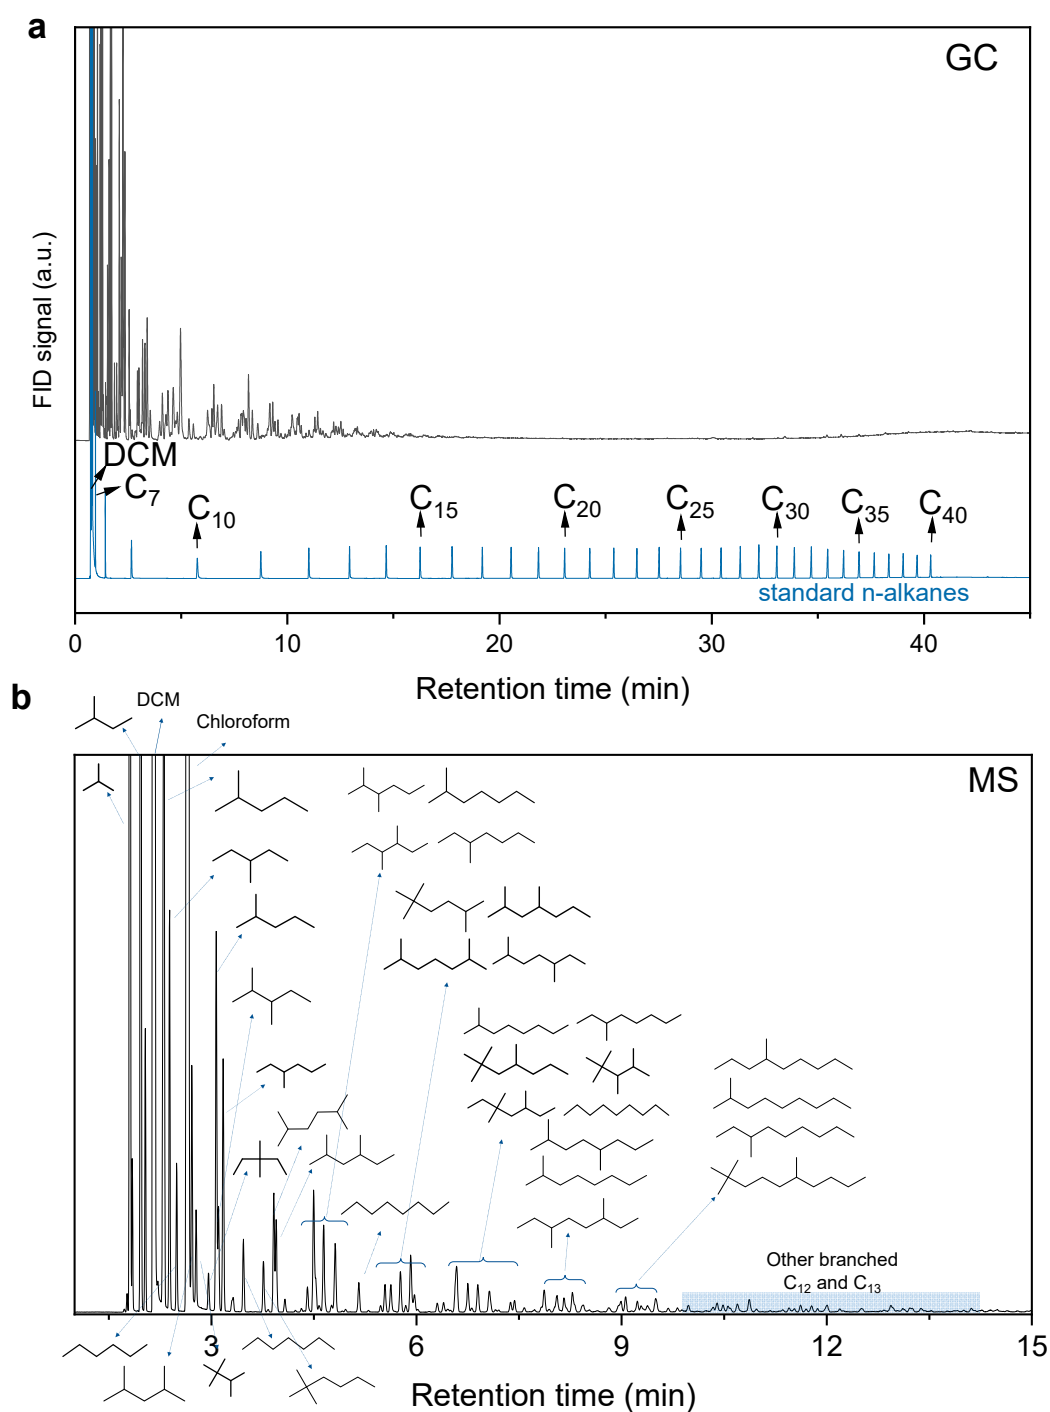 a
GC
FID signal (a.u.)
DCM
C7
C10
C15
C20
C25
C30
C35
C40
standard n-alkanes
0 10 20 30 40
Retention time (min)
b
DCM
Chloroform
MS
Other branched
C12 and C13
3 6 9 12 15
Retention time (min)